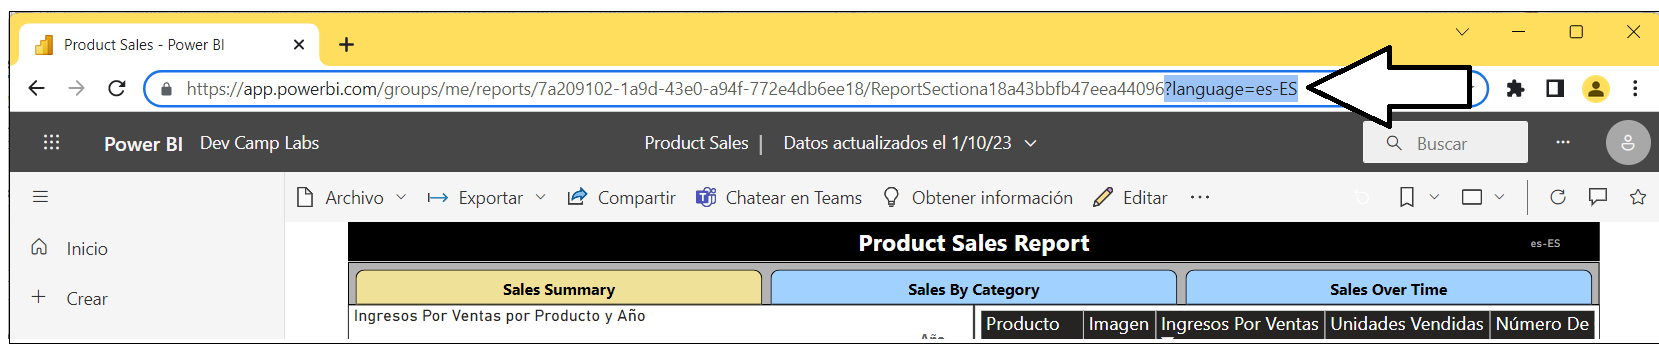 Product Sales - Power BI
https://app.powerbi.com/groups/me/reports/7a209102-1a9d-43e0-a94f-772e4db6ee18/ReportSectiona18a43bbfb47eea44096?language=es-ES
Power BI Dev Camp Labs Product Sales | Datos actualizados el 1/10/23 Buscar
Archivo Exportar Compartir Chatear en Teams Obtener información Editar
Inicio
Crear
Product Sales Report es-ES
Sales Summary Sales By Category Sales Over Time
Ingresos Por Ventas por Producto y Año
Año
Producto Imagen Ingresos Por Ventas Unidades Vendidas Número De